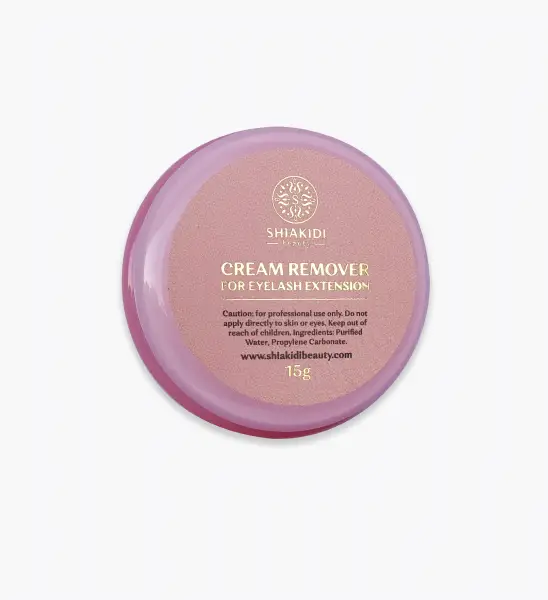 S
SHIAKIDI
BEAUTY
CREAM REMOVER
FOR EYELASH EXTENSION
Caution: for professional use only. Do not
apply directly to skin or eyes. Keep out of
reach of children. Ingredients: Purified
Water, Propylene Carbonate.
www.shiakidibeauty.com
15g